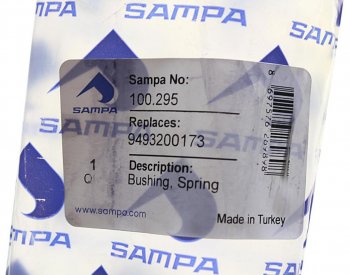 SAMPA
SAMPA
Sampa No:
100.295
SAMPA
Replaces:
9493200173
1
Description:
O
Bushing, Spring
www.sampa.com
Made in Turkey
SAMPA
SAMPA